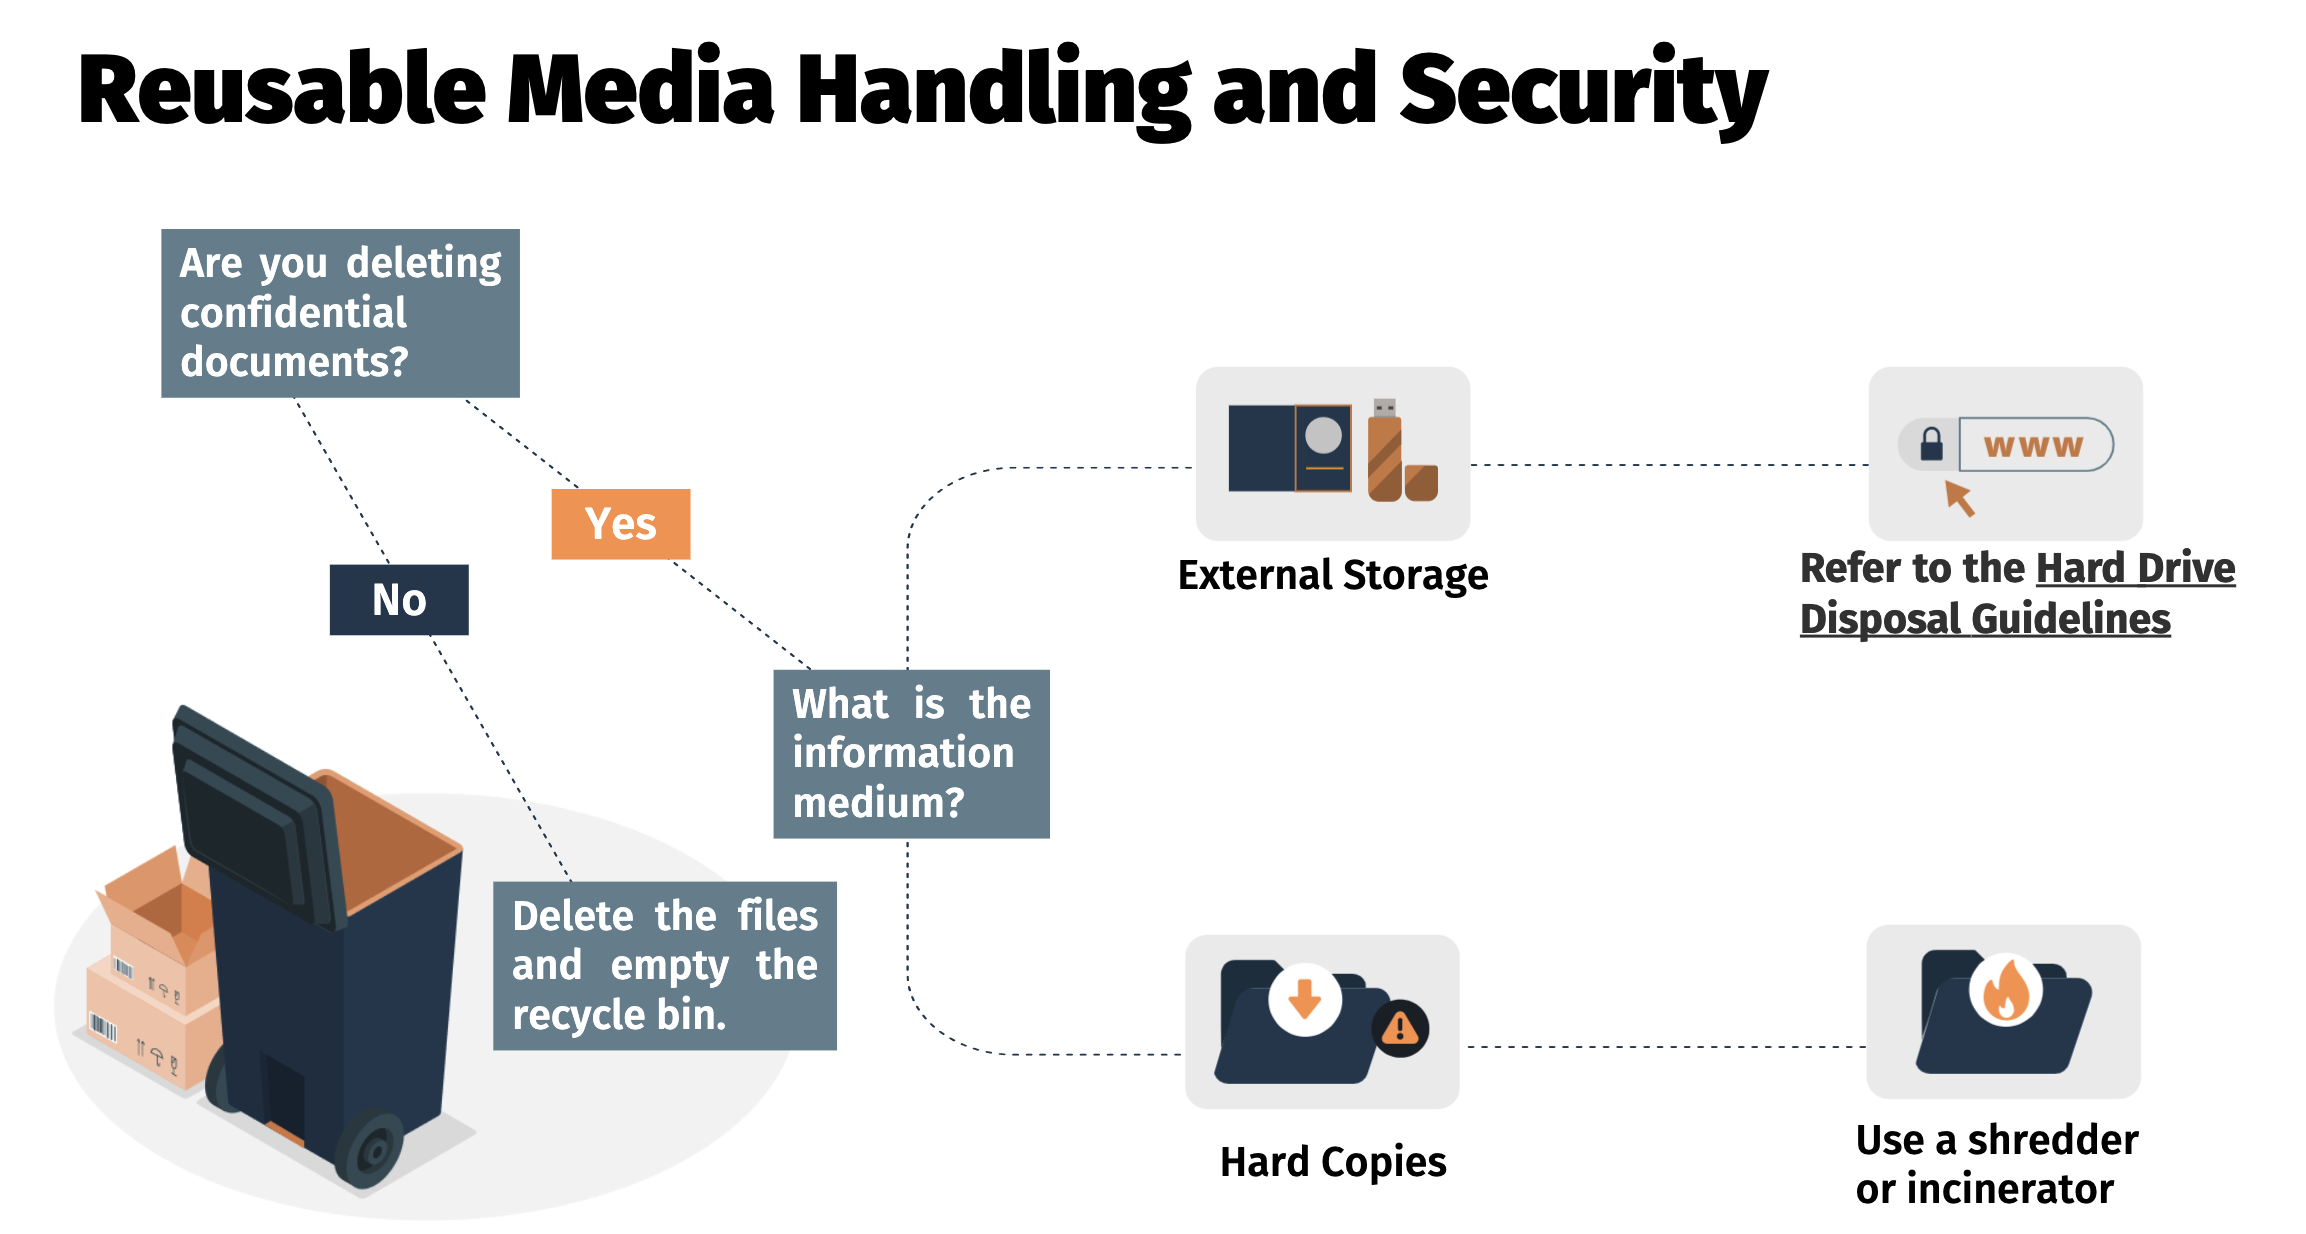 Reusable Media Handling and Security
Are you deleting
confidential
documents?
Yes
No
What is the
information
medium?
Delete the files
and empty the
recycle bin.
External Storage
www
Refer to the Hard Drive
Disposal Guidelines
Hard Copies
Use a shredder
or incinerator